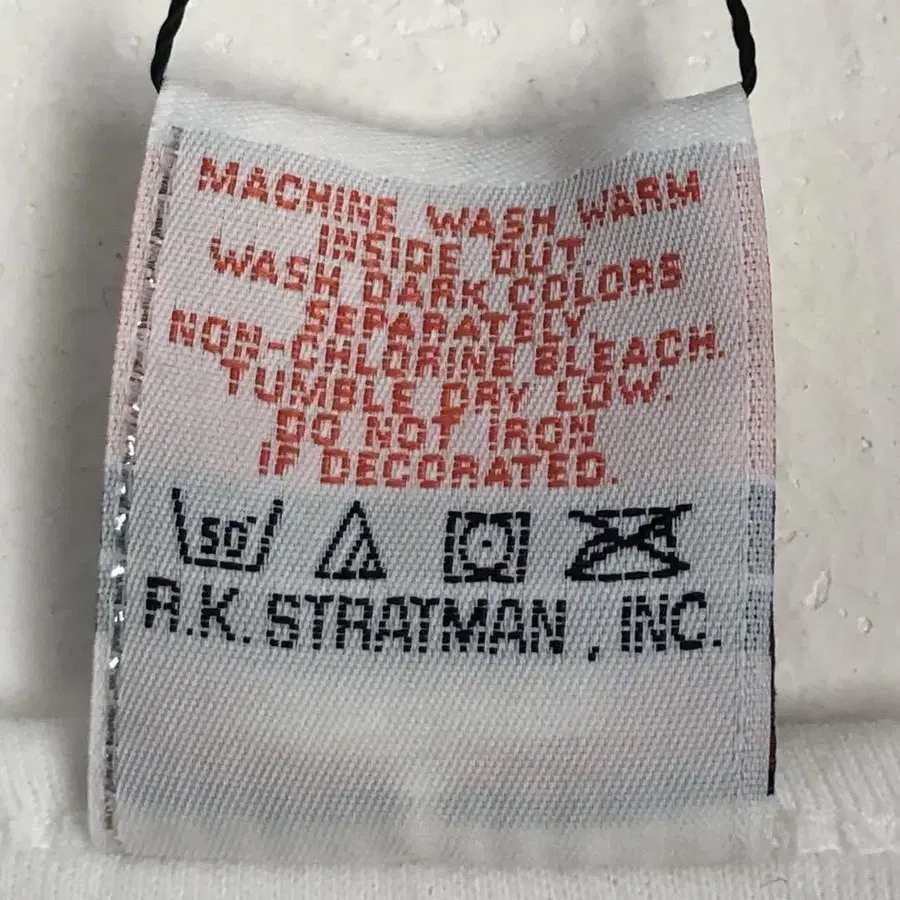 MACHINE WASH WARM
INSIDE OUT.
WASH DARK COLORS
SEPARATELY.
NON-CHLORINE BLEACH.
TUMBLE DRY LOW.
DO NOT IRON
IF DECORATED.
50°
R.K. STRATMAN, INC.